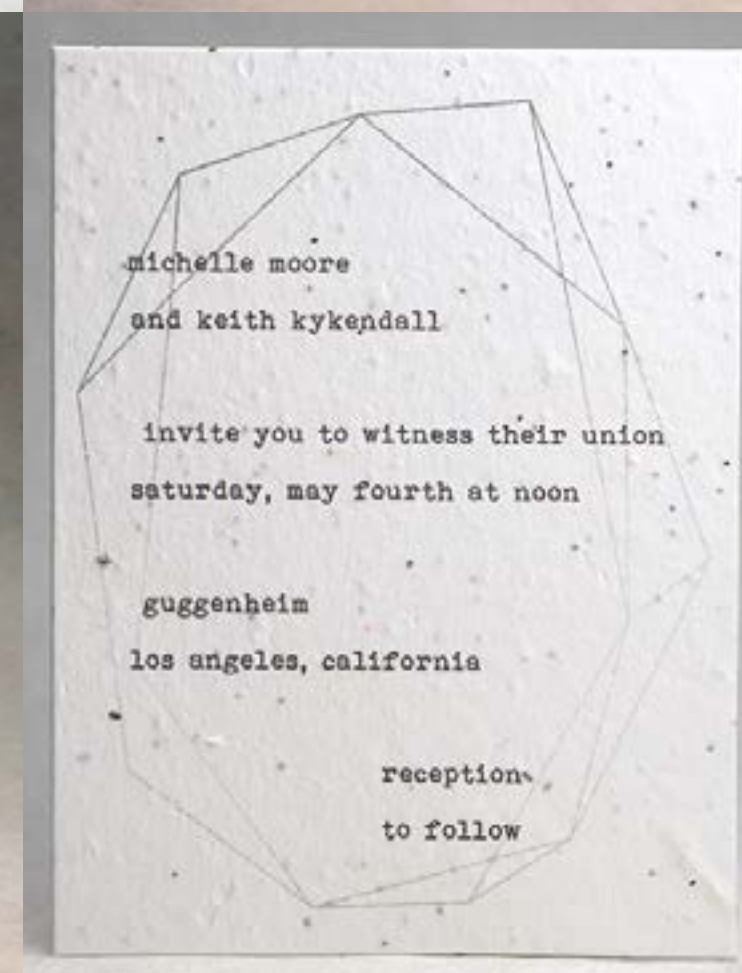 michelle moore
and keith kykendall
invite you to witness their union
saturday, may fourth at noon
guggenheim
los angeles, california
reception
to follow